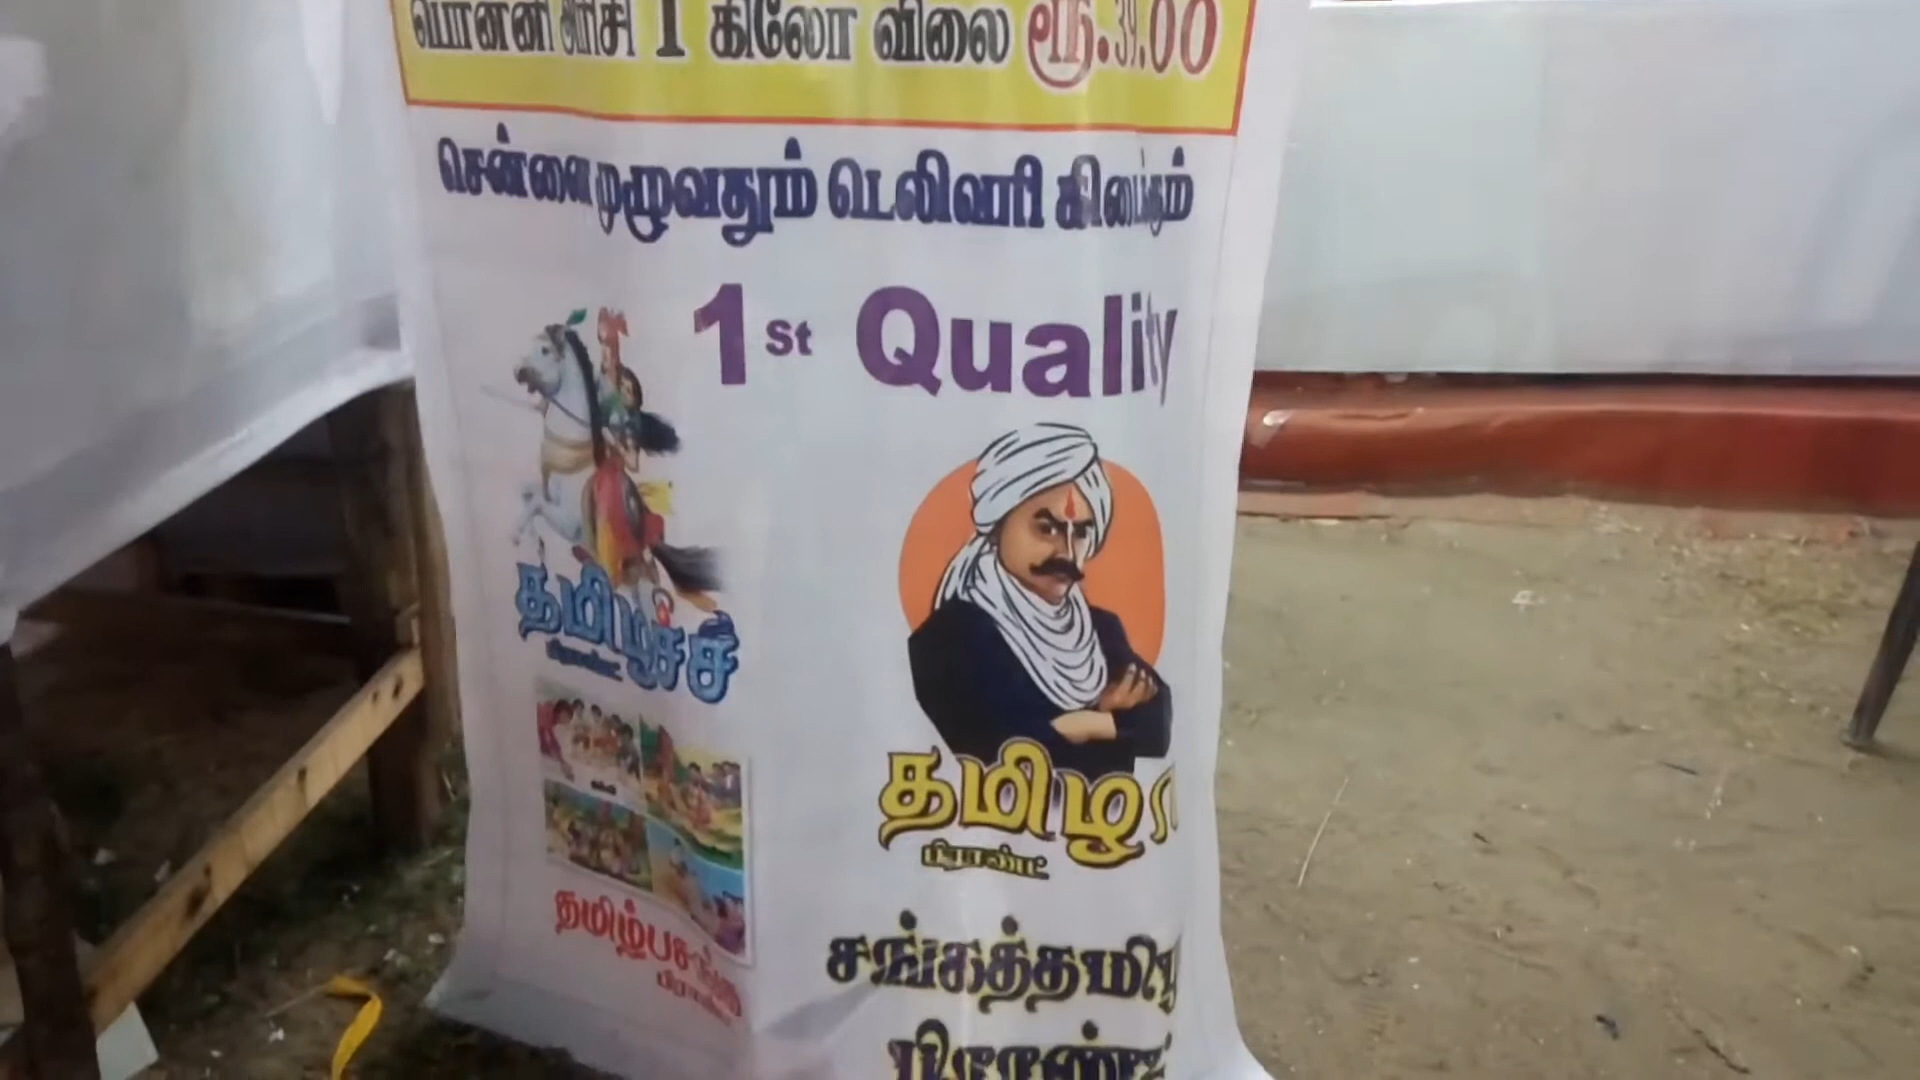 பொன்னி அரிசி 1 கிலோ விலை ரூ.39.00
சென்னை முழுவதும் டெலிவரி கிடைக்கும்
1st Quality
தமிழச்சி
பிராண்ட்
தமிழ்பசங்க
பிராண்ட்
தமிழா
பிராண்ட்
சங்கத்தமிழ்
பிராண்ட்